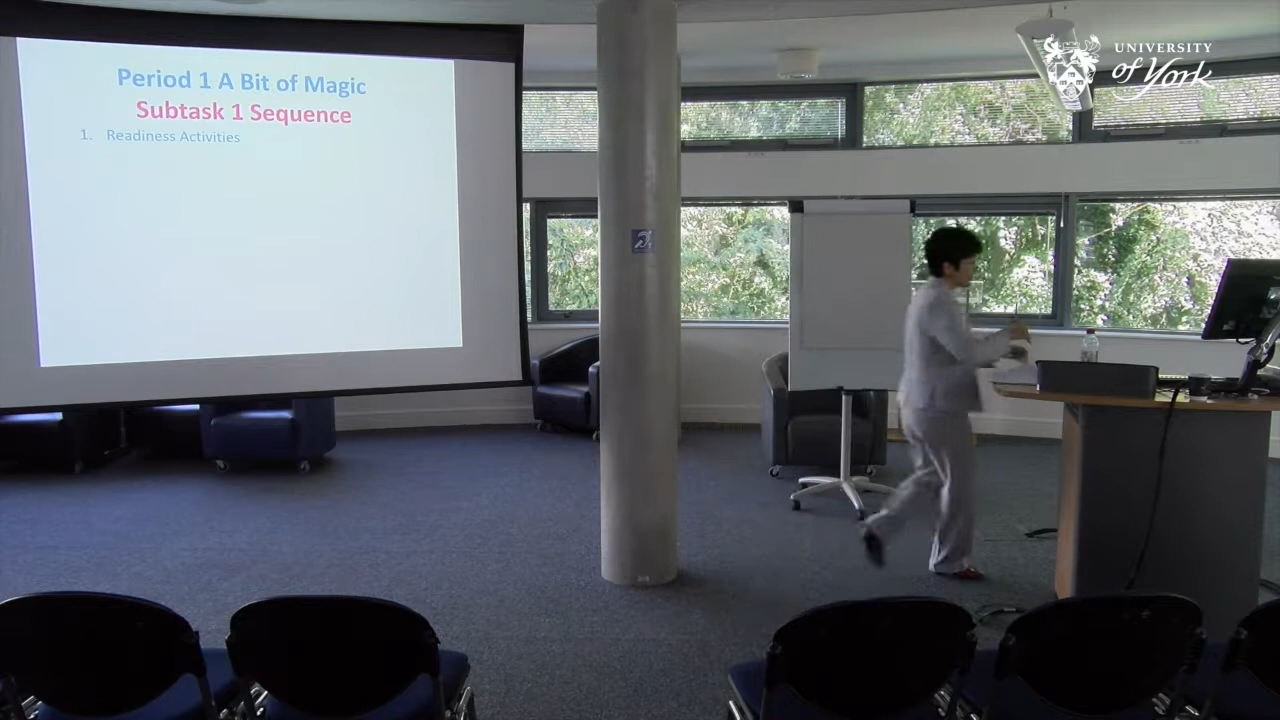 Period 1 A Bit of Magic
Subtask 1 Sequence
1. Readiness Activities
UNIVERSITY
of York